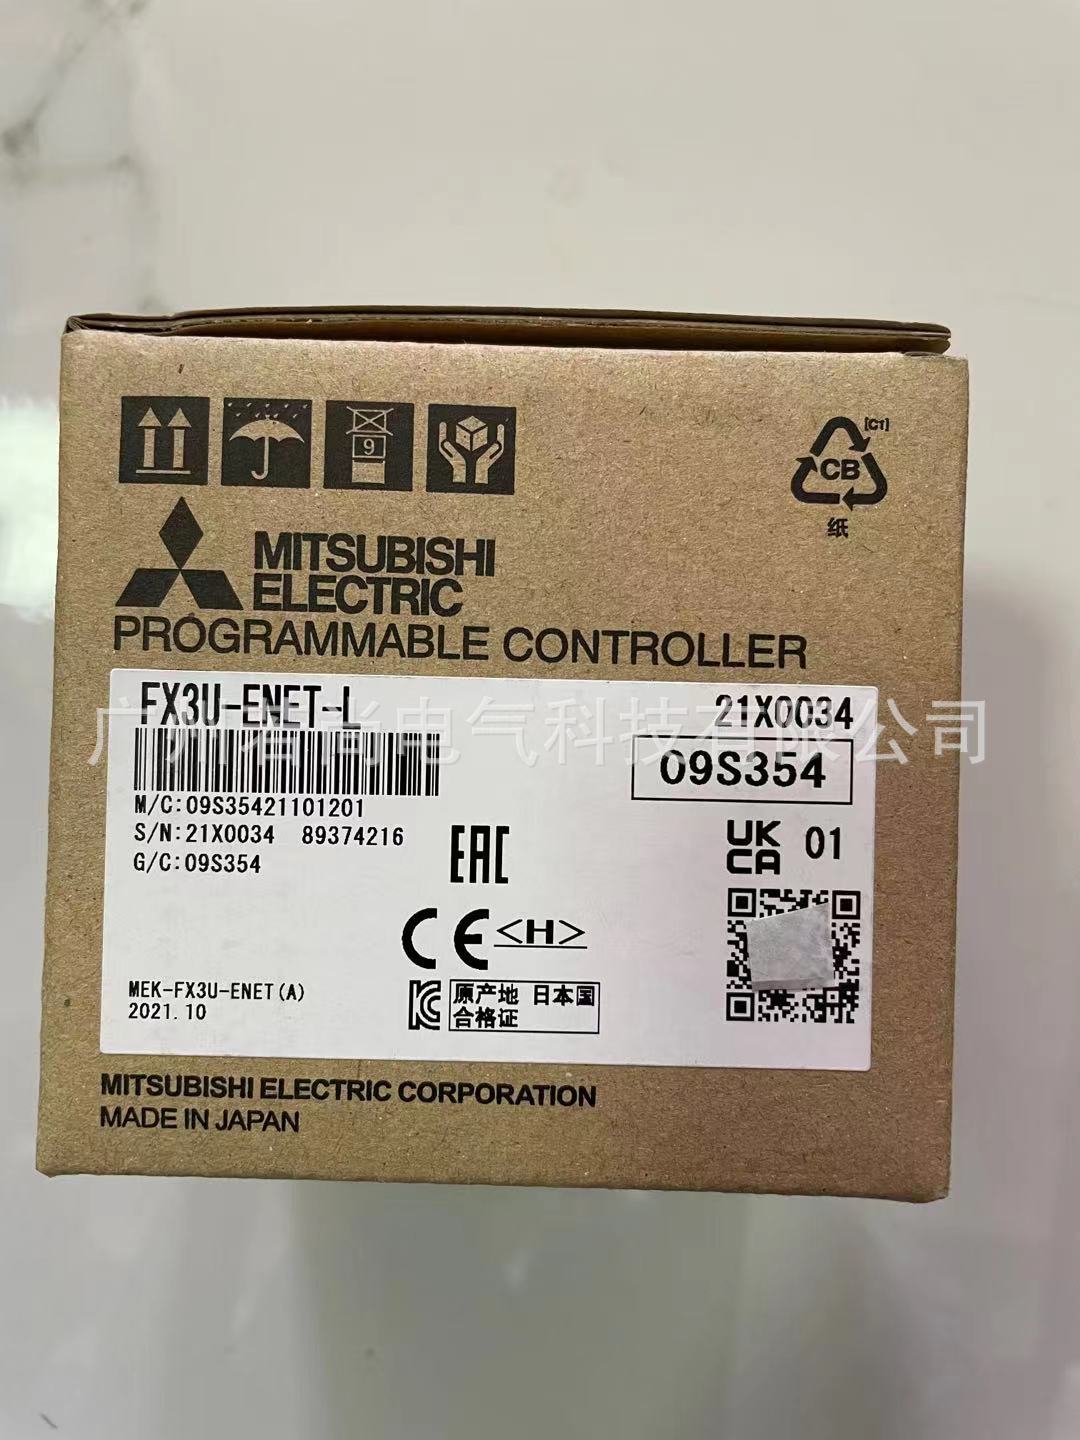 9
[C1]
CB
纸
MITSUBISHI
ELECTRIC
PROGRAMMABLE CONTROLLER
FX3U-ENET-L
21X0034
广州君尚电气科技有限公司
09S354
M/C:09S35421101201
S/N:21X0034 89374216
G/C:09S354
EAC
UK
CA
01
CE
<H>
MEK-FX3U-ENET(A)
2021.10
原产地 日本国
合格证
MITSUBISHI ELECTRIC CORPORATION
MADE IN JAPAN